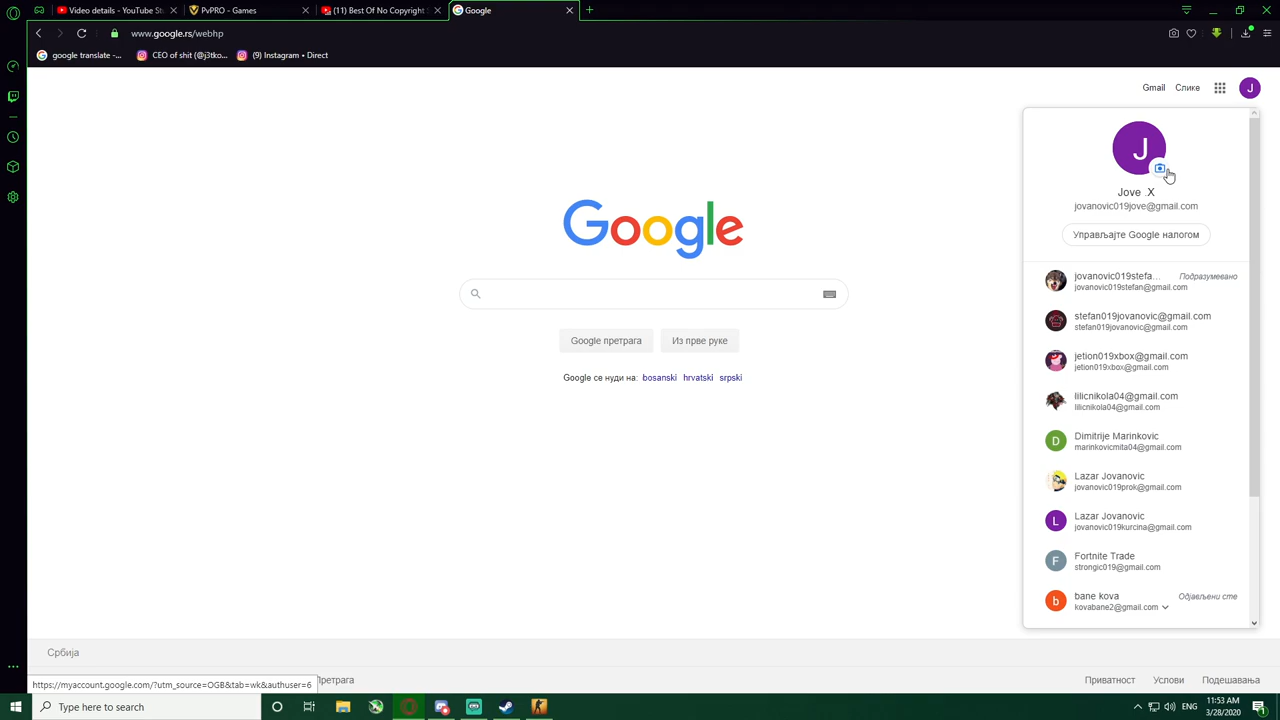 Video details - YouTube St
PvPRO - Games
(11) Best Of No Copyright
Google
www.google.rs/webhp
google translate -...
CEO of shit (@j3tko...
(9) Instagram • Direct
Gmail
Слике
J
J
Jove .X
jovanovic019jove@gmail.com
Управљајте Google налогом
jovanovic019stefa...
Подразумевано
jovanovic019stefan@gmail.com
stefan019jovanovic@gmail.com
stefan019jovanovic@gmail.com
jetion019xbox@gmail.com
jetion019xbox@gmail.com
lilicnikola04@gmail.com
lilicnikola04@gmail.com
D
Dimitrije Marinkovic
marinkovicmita04@gmail.com
Lazar Jovanovic
jovanovic019prok@gmail.com
L
Lazar Jovanovic
jovanovic019kurcina@gmail.com
F
Fortnite Trade
strongic019@gmail.com
b
bane kova
Одјављени сте
kovabane2@gmail.com
Google
Google претрага
Из прве руке
Google се нуди на: bosanski hrvatski srpski
Србија
https://myaccount.google.com/?utm_source=OGB&tab=wk&authuser=6
Претрага
Приватност
Услови
Подешавања
Type here to search
ENG
11:53 AM
3/28/2020
1